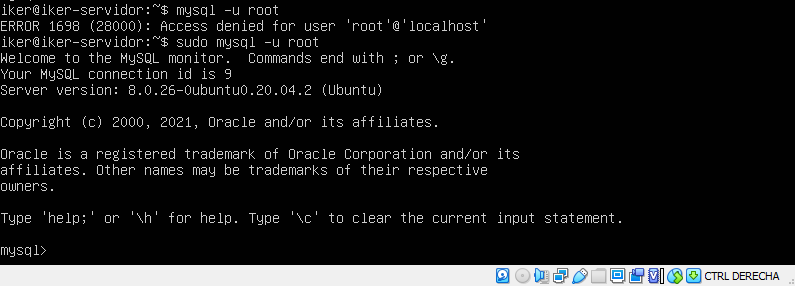 iker@iker-servidor:~$ mysql -u root
ERROR 1698 (28000): Access denied for user 'root'@'localhost'
iker@iker-servidor:~$ sudo mysql -u root
Welcome to the MySQL monitor.  Commands end with ; or \g.
Your MySQL connection id is 9
Server version: 8.0.26-0ubuntu0.20.04.2 (Ubuntu)
Copyright (c) 2000, 2021, Oracle and/or its affiliates.
Oracle is a registered trademark of Oracle Corporation and/or its
affiliates. Other names may be trademarks of their respective
owners.
Type 'help;' or '\h' for help. Type '\c' to clear the current input statement.
mysql>
CTRL DERECHA